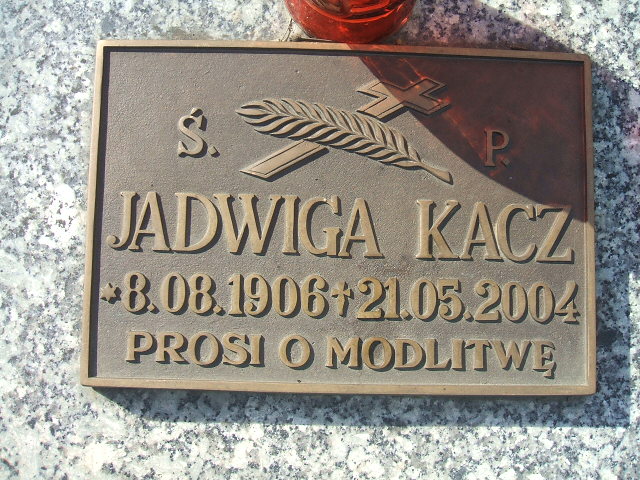 Ś. P.
JADWIGA KACZ
*8.08.1906 †21.05.2004
PROSI O MODLITWĘ